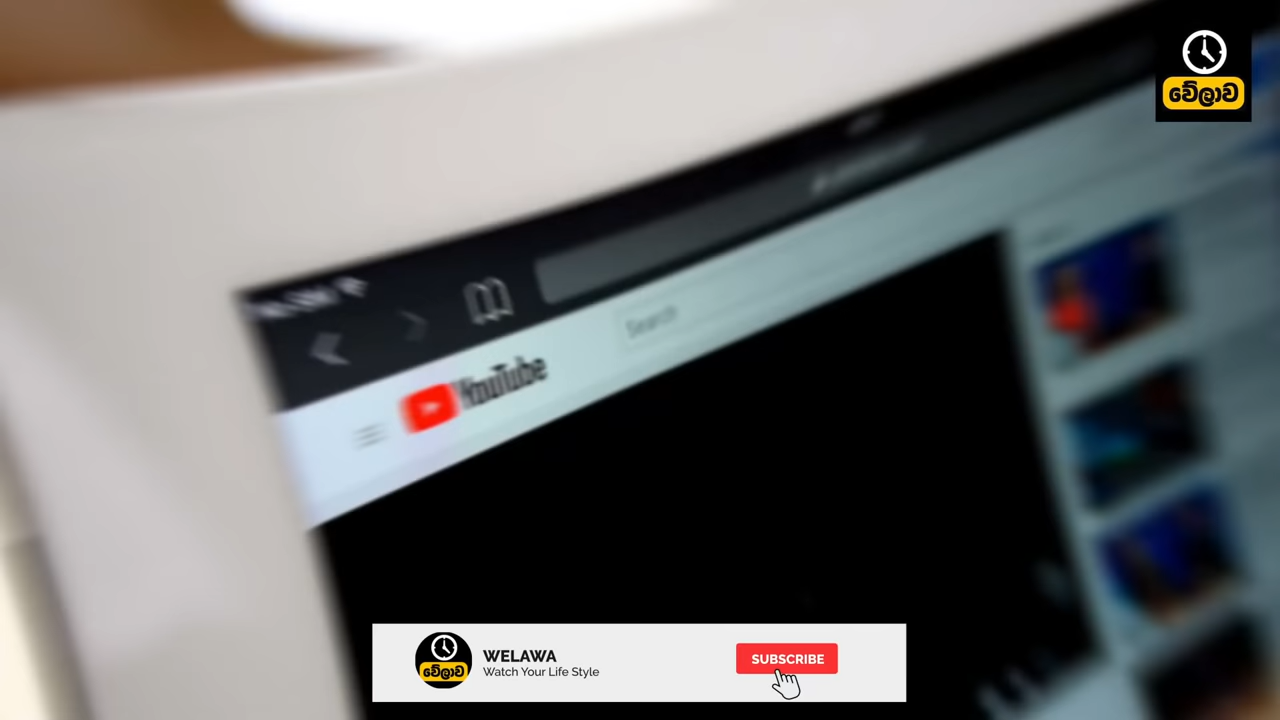 වේලාව
Search
YouTube
වේලාව
WELAWA
Watch Your Life Style
SUBSCRIBE